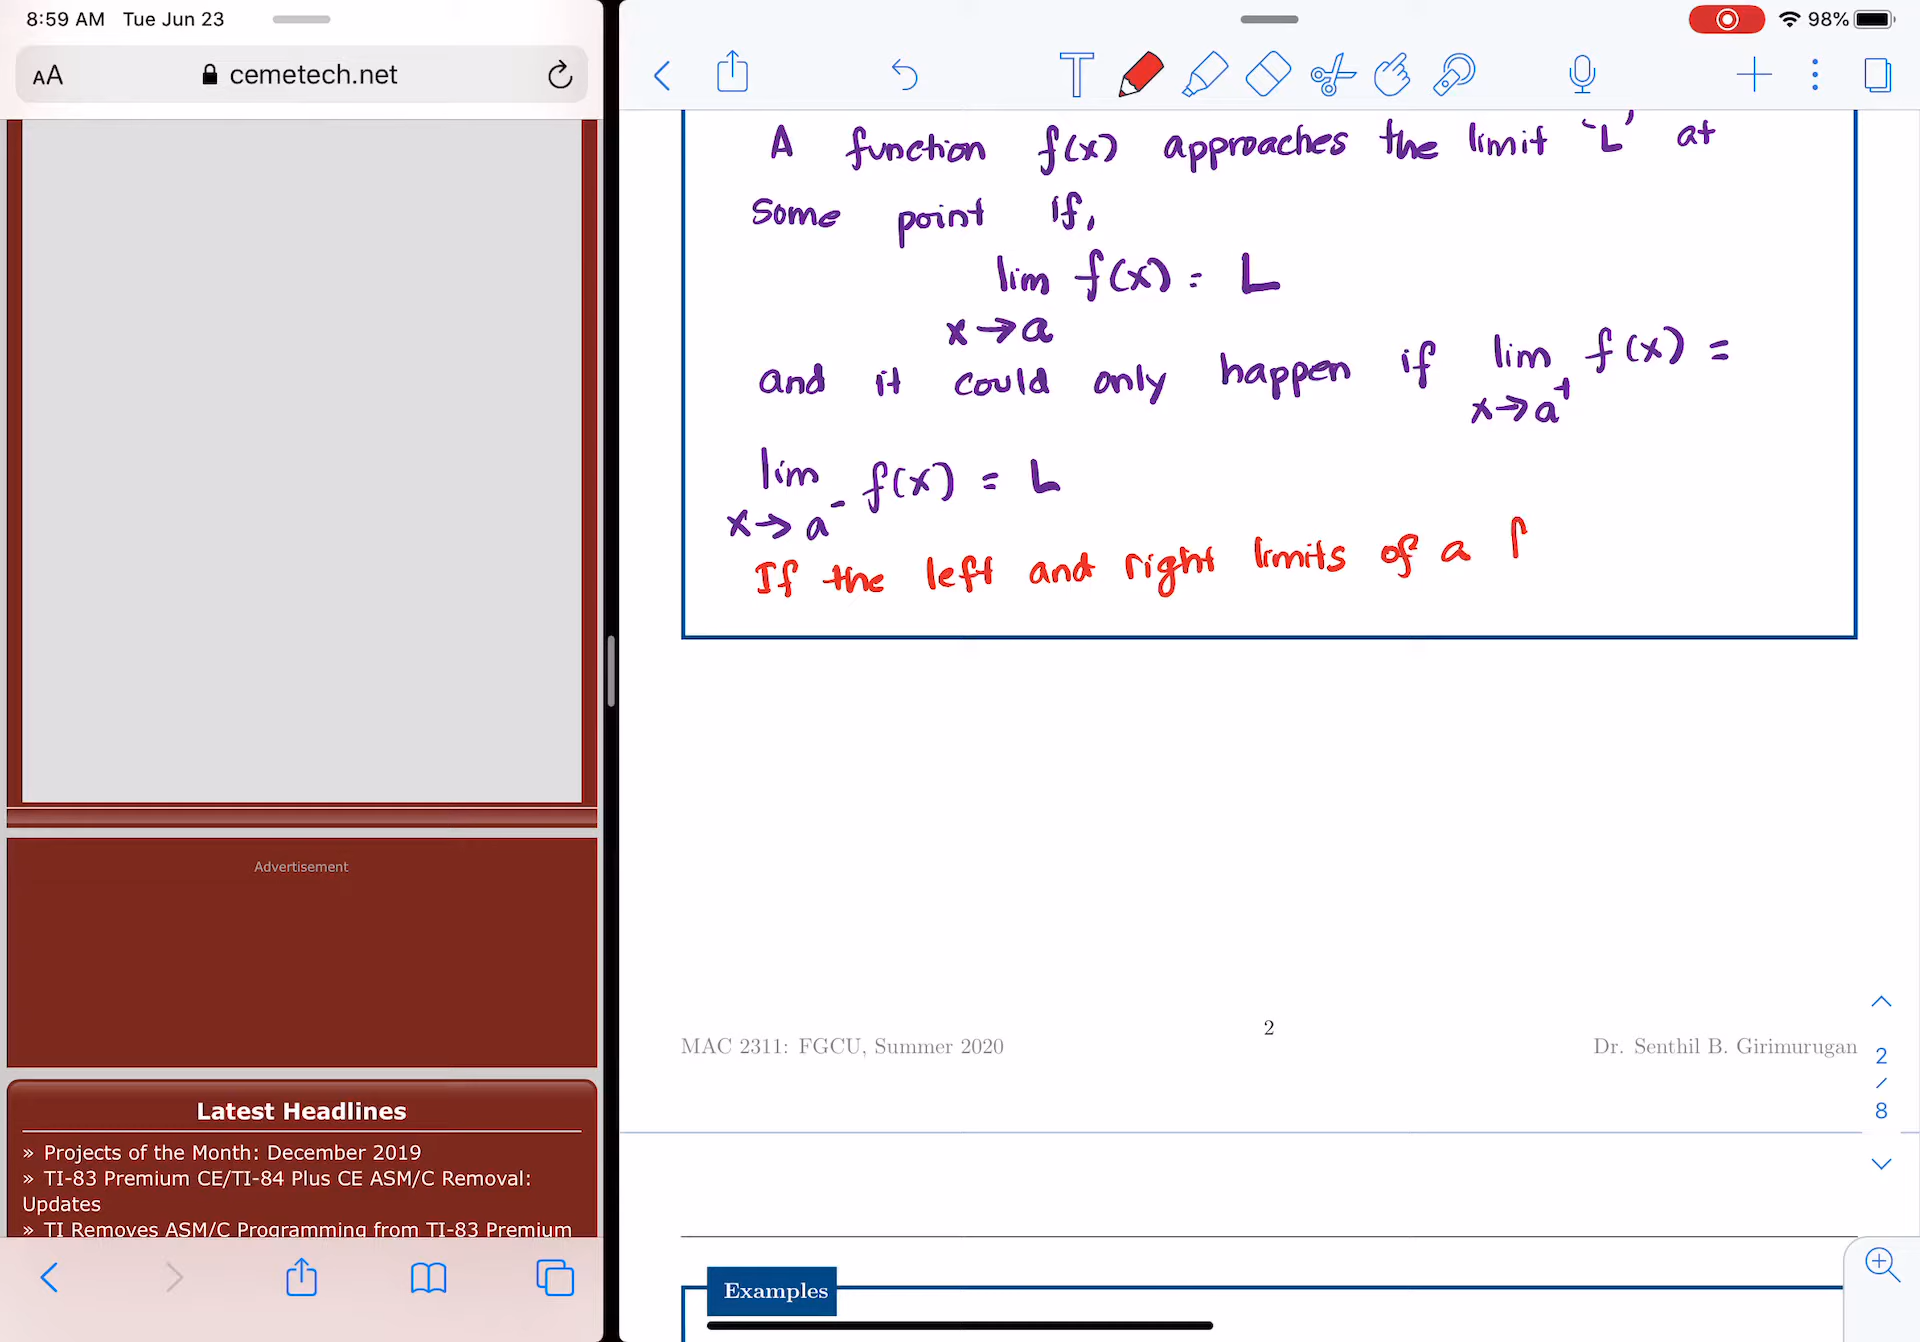 8:59 AM Tue Jun 23
98%
AA cemetech.net
Advertisement
Latest Headlines
» Projects of the Month: December 2019
» TI-83 Premium CE/TI-84 Plus CE ASM/C Removal:
Updates
» TI Removes ASM/C Programming from TI-83 Premium
A function f(x) approaches the limit 'L' at
some point if,
lim f(x) = L
x→a
and it could only happen if lim f(x) =
x→a⁺
lim f(x) = L
x→a⁻
If the left and right limits of a f
2
MAC 2311: FGCU, Summer 2020
Dr. Senthil B. Girimurugan
2
/
8
Examples